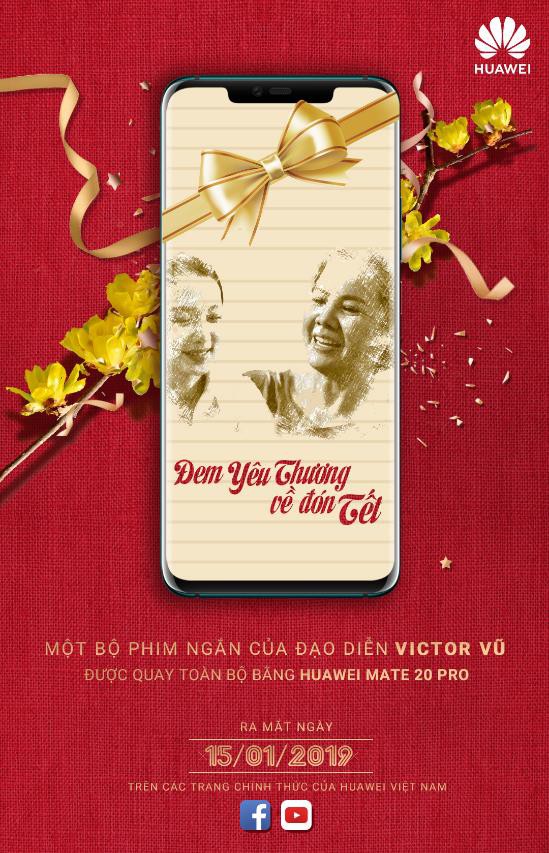 HUAWEI
Đem Yêu Thương
về đón Tết
MỘT BỘ PHIM NGẮN CỦA ĐẠO DIỄN VICTOR VŨ
ĐƯỢC QUAY TOÀN BỘ BẰNG HUAWEI MATE 20 PRO
RA MẮT NGÀY
15/01/2019
TRÊN CÁC TRANG CHÍNH THỨC CỦA HUAWEI VIỆT NAM